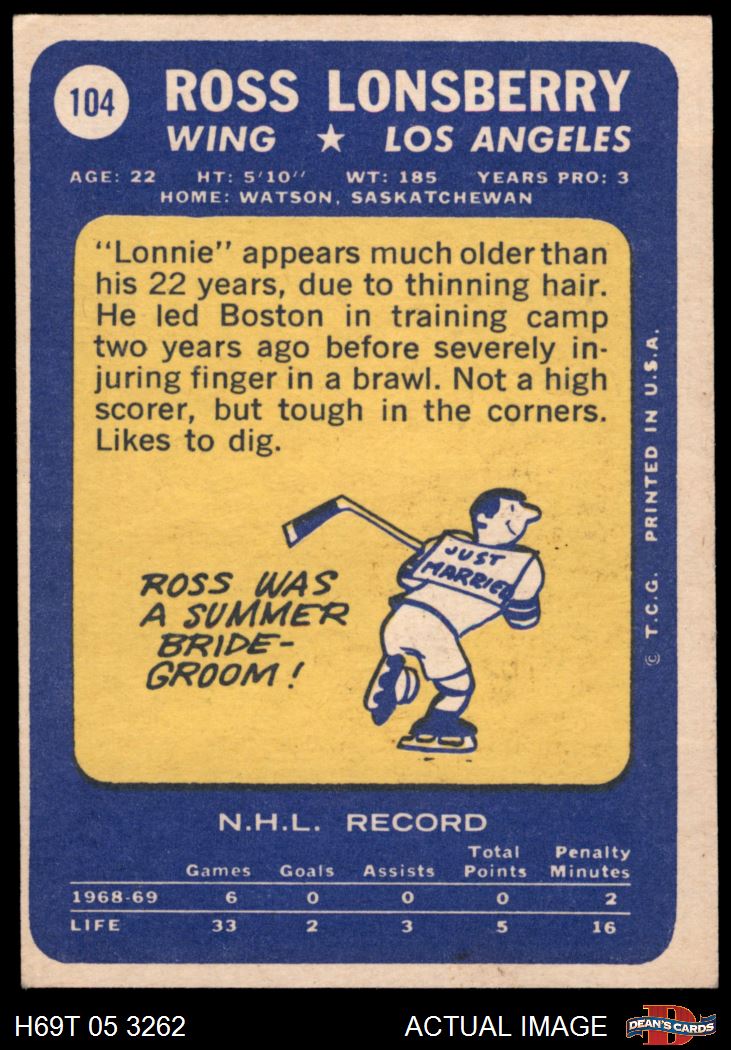 104
ROSS LONSBERRY
WING ★ LOS ANGELES
AGE: 22 HT: 5'10'' WT: 185 YEARS PRO: 3
HOME: WATSON, SASKATCHEWAN
“Lonnie” appears much older than
his 22 years, due to thinning hair.
He led Boston in training camp
two years ago before severely in-
juring finger in a brawl. Not a high
scorer, but tough in the corners.
Likes to dig.
JUST
MARRIED
ROSS WAS
A SUMMER
BRIDE-
GROOM!
© T.C.G. PRINTED IN U.S.A.
N.H.L. RECORD
Games Goals Assists Total Points Penalty Minutes
1968-69 6 0 0 0 2
LIFE 33 2 3 5 16
H69T 05 3262 ACTUAL IMAGE
D
DEAN'S CARDS